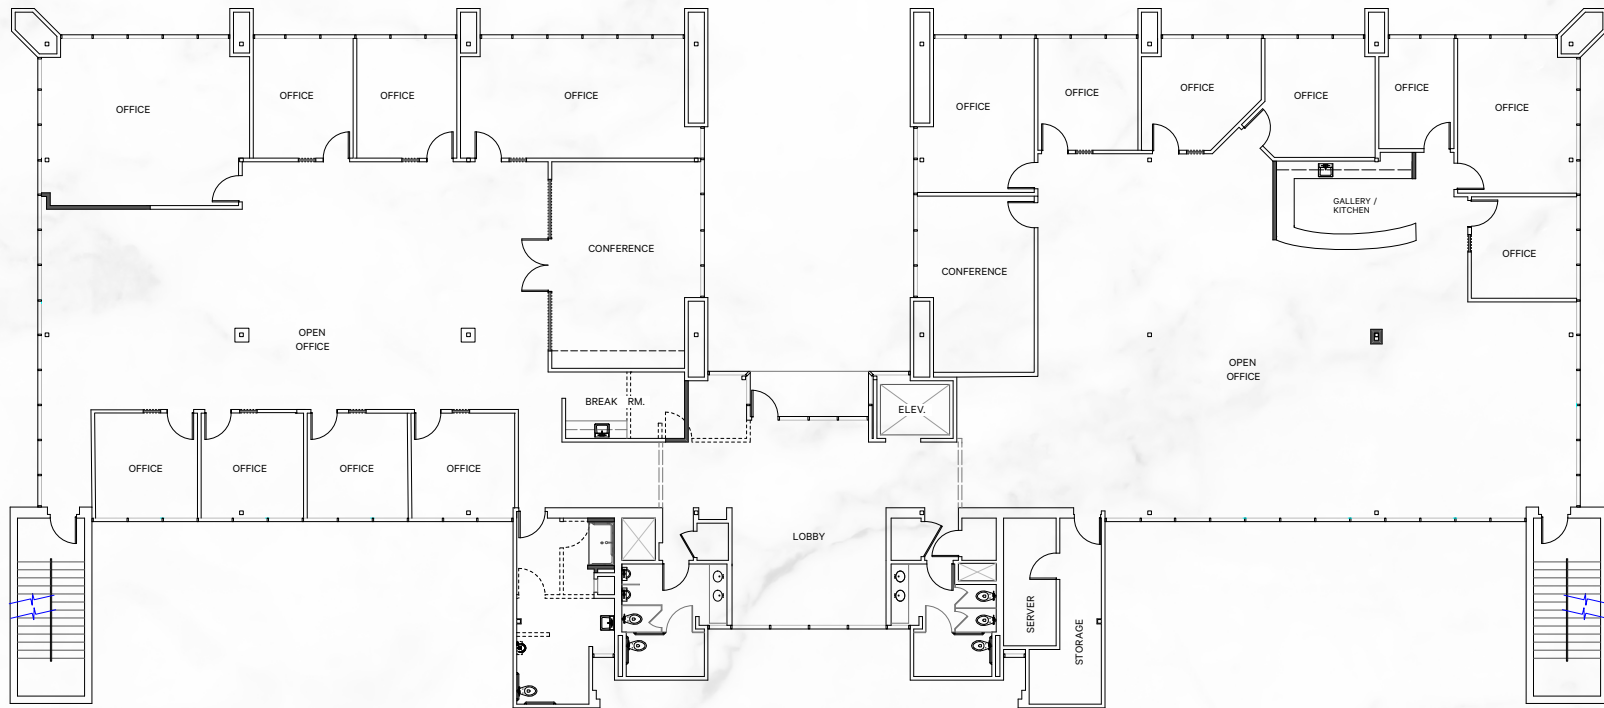 OFFICE
OFFICE
OFFICE
OFFICE
OFFICE
OFFICE
OFFICE
OFFICE
OFFICE
OFFICE
GALLERY /
KITCHEN
CONFERENCE
CONFERENCE
OFFICE
OPEN
OFFICE
OPEN
OFFICE
BREAK RM.
ELEV.
OFFICE
OFFICE
OFFICE
OFFICE
LOBBY
SERVER
STORAGE